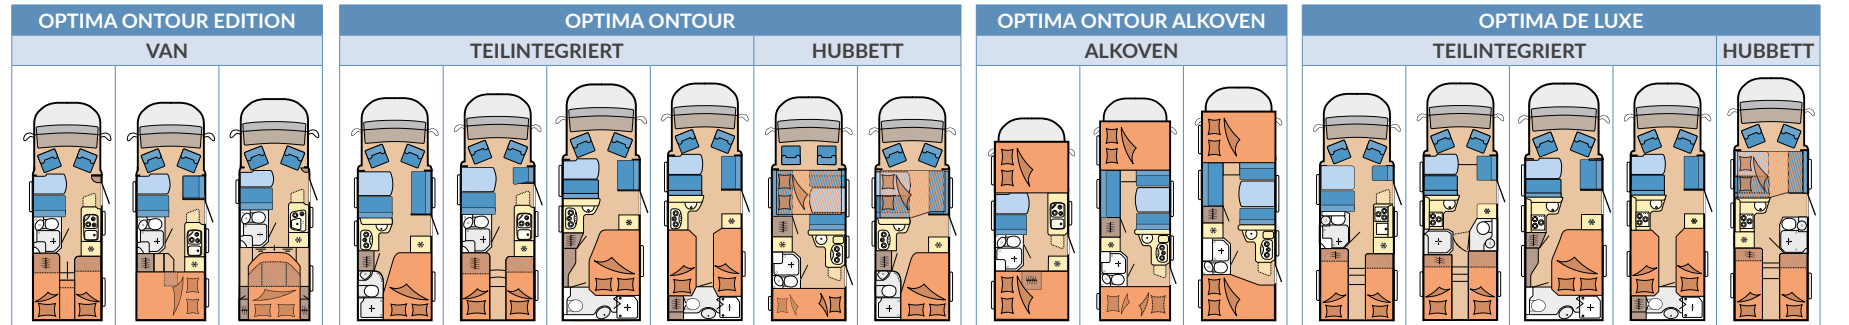 OPTIMA ONTOUR EDITION
VAN
OPTIMA ONTOUR
TEILINTEGRIERT
HUBBETT
OPTIMA ONTOUR ALKOVEN
ALKOVEN
OPTIMA DE LUXE
TEILINTEGRIERT
HUBBETT